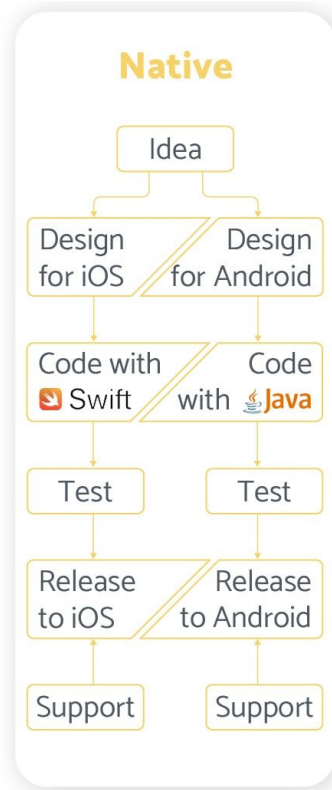 Native
Idea
Design
for iOS
Design
for Android
Code with
Swift
Code
with Java
Test
Test
Release
to iOS
Release
to Android
Support
Support